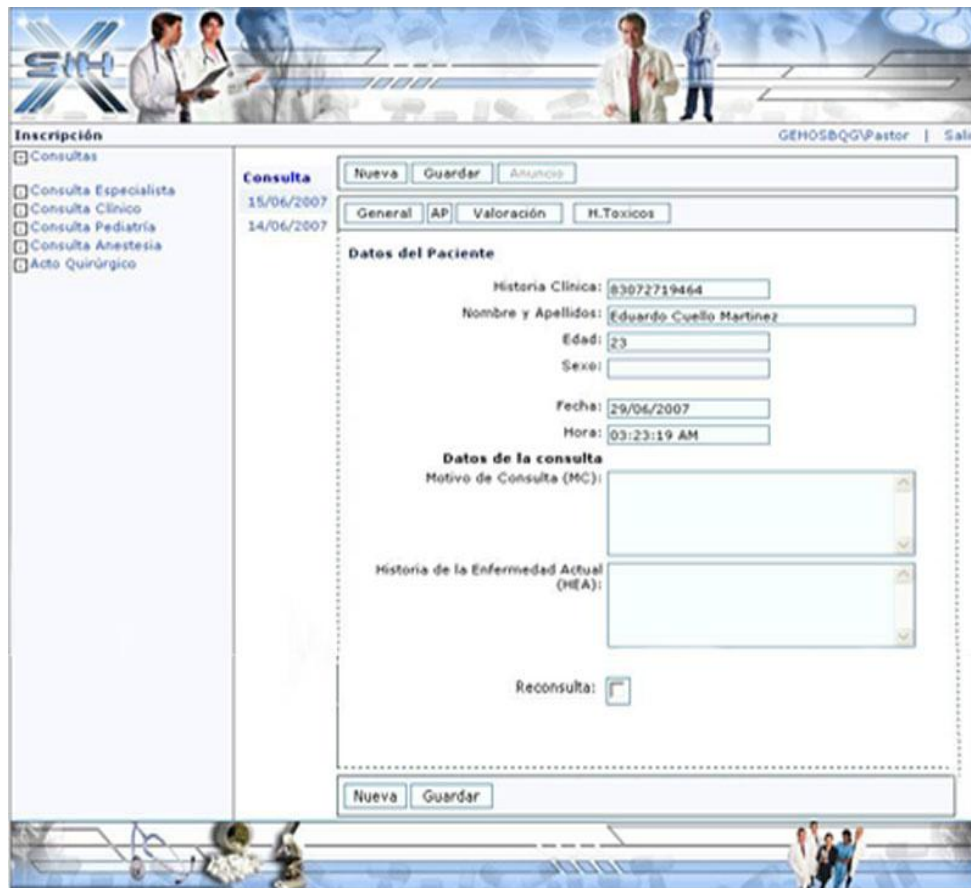 SIH
Inscripción
GEHOSBQG\Pastor | Sali
Consultas
Consulta Especialista
Consulta Clínico
Consulta Pediatría
Consulta Anestesia
Acto Quirúrgico
Consulta
15/06/2007
14/06/2007
Nueva Guardar Anuncio
General AP Valoración H.Toxicos
Datos del Paciente
Historia Clínica: 83072719464
Nombre y Apellidos: Eduardo Cuello Martinez
Edad: 23
Sexo:
Fecha: 29/06/2007
Hora: 03:23:19 AM
Datos de la consulta
Motivo de Consulta (MC):
Historia de la Enfermedad Actual
(HEA):
Reconsulta:
Nueva Guardar